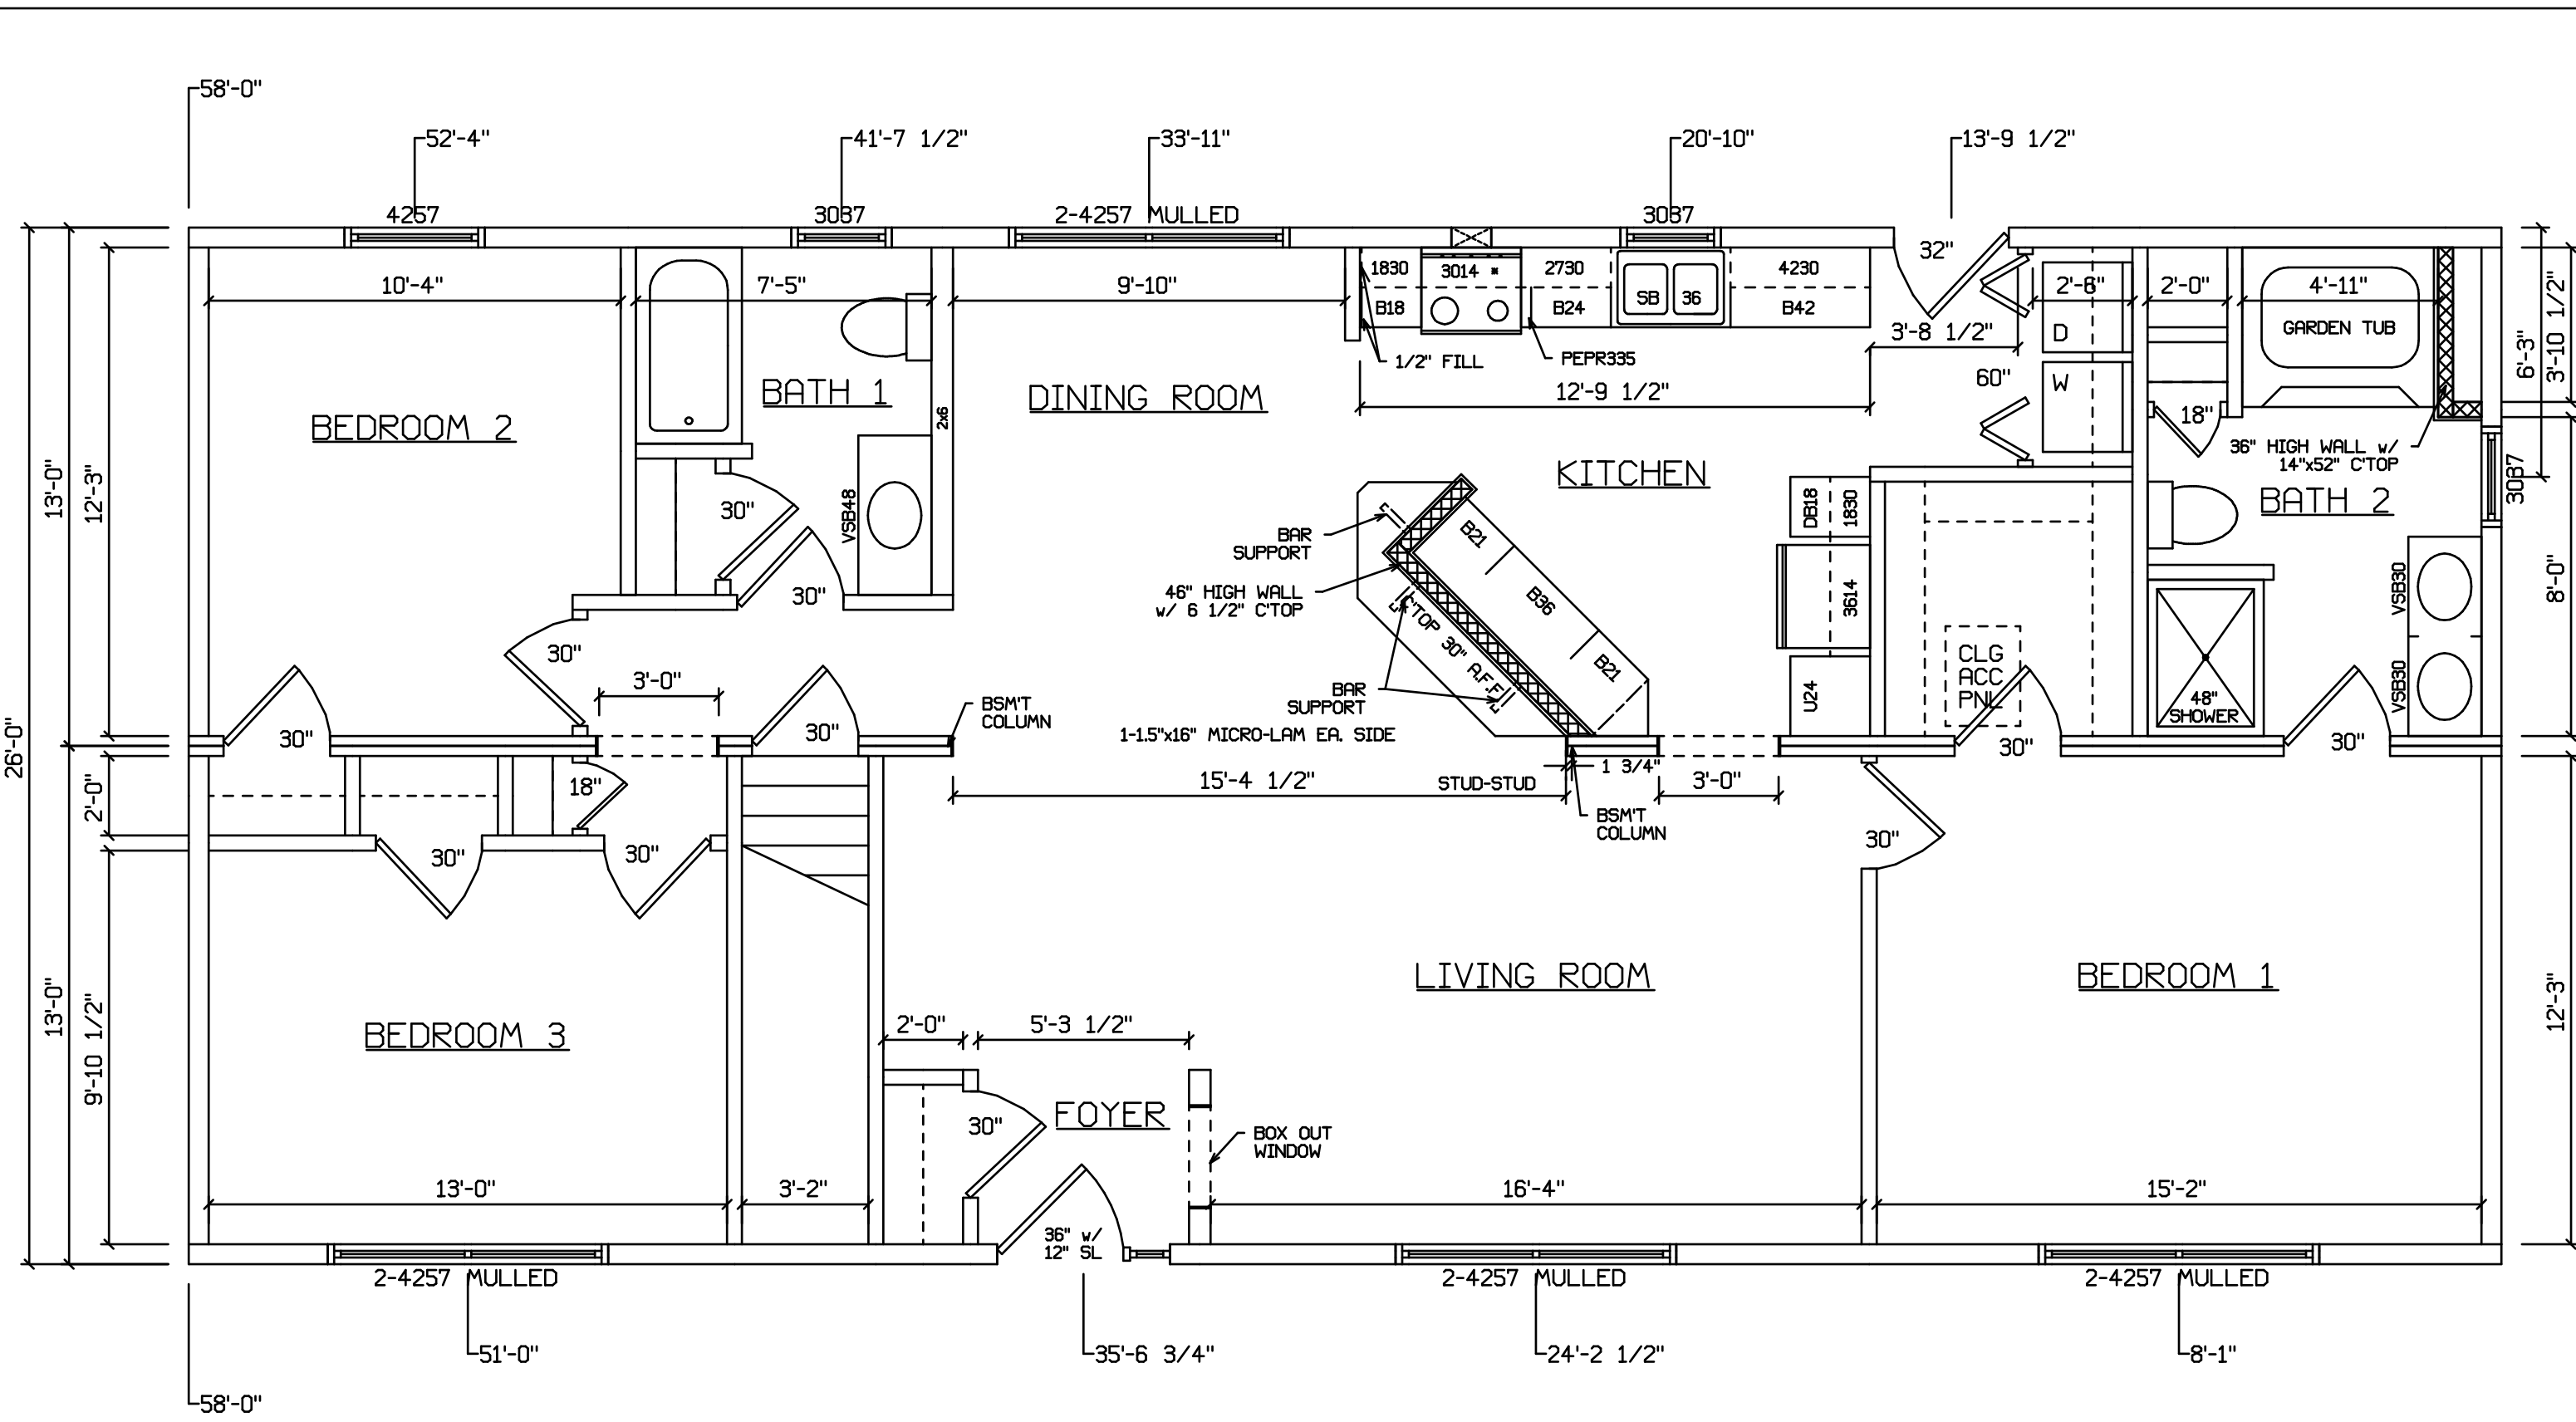 58'-0"
52'-4"
41'-7 1/2"
33'-11"
20'-10"
13'-9 1/2"
4257
3037
2-4257 MULLED
3037
10'-4"
7'-5"
9'-10"
1830
3014 *
2730
4230
B18
SB 36
B24
B42
32"
2'-6"
2'-0"
4'-11"
GARDEN TUB
D
W
3'-8 1/2"
60"
1/2" FILL
PEPR335
12'-9 1/2"
6'-3"
3'-10 1/2"
BEDROOM 2
BATH 1
2x6
DINING ROOM
KITCHEN
18"
36" HIGH WALL w/
14"x52" C'TOP
BATH 2
3037
13'-0"
12'-3"
30"
VSB48
30"
30"
30"
30"
3'-0"
30"
BSM'T
COLUMN
BAR
SUPPORT
46" HIGH WALL
w/ 6 1/2" C'TOP
BAR
SUPPORT
1-1.5"x16" MICRO-LAM EA. SIDE
B21
B36
B21
C'TOP 30" A.F.F.
DB18
1830
3614
U24
CLG
ACC
PNL
30"
48"
SHOWER
VSB30
VSB30
30"
8'-0"
26'-0"
2'-0"
18"
30"
30"
15'-4 1/2"
STUD-STUD
1 3/4"
3'-0"
BSM'T
COLUMN
30"
LIVING ROOM
BEDROOM 1
BEDROOM 3
13'-0"
9'-10 1/2"
12'-3"
2'-0"
5'-3 1/2"
FOYER
30"
BOX OUT
WINDOW
13'-0"
3'-2"
16'-4"
15'-2"
36" w/
12" SL
2-4257 MULLED
2-4257 MULLED
2-4257 MULLED
51'-0"
35'-6 3/4"
24'-2 1/2"
8'-1"
58'-0"